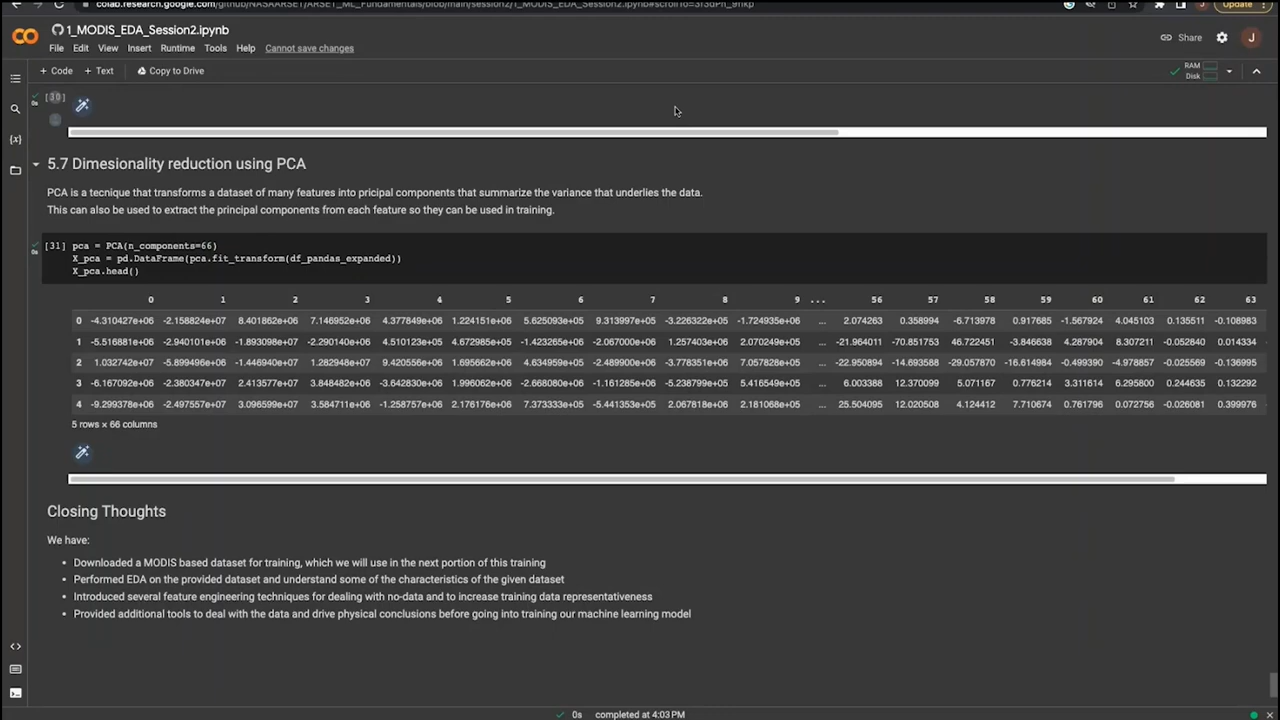 colab.research.google.com/github/NASAARSET/ARSET_ML_Fundamentals/blob/main/session2/1_MODIS_EDA_Session2.ipynb
Update
1_MODIS_EDA_Session2.ipynb
File Edit View Insert Runtime Tools Help Cannot save changes
Share J
+ Code + Text Copy to Drive
RAM
Disk
[30]
0s
5.7 Dimesionality reduction using PCA
PCA is a tecnique that transforms a dataset of many features into pricipal components that summarize the variance that underlies the data.
This can also be used to extract the principal components from each feature so they can be used in training.
[31] pca = PCA(n_components=66)
0s
X_pca = pd.DataFrame(pca.fit_transform(df_pandas_expanded))
X_pca.head()
0 1 2 3 4 5 6 7 8 9 ... 56 57 58 59 60 61 62 63
0 -4.310427e+06 -2.158824e+07 8.401862e+06 7.146952e+06 4.377849e+06 1.224151e+06 5.625093e+05 9.313997e+05 -3.226322e+05 -1.724935e+06 ... 2.074263 0.358994 -6.713978 0.917685 -1.567924 4.045103 0.135511 -0.108983
1 -5.516881e+06 -2.940101e+06 -1.893098e+07 -2.290140e+06 4.510123e+05 4.672985e+05 -1.423265e+06 -2.067000e+05 1.257403e+06 2.070249e+05 ... -21.964011 -70.851753 46.722451 -3.846638 4.287904 8.307211 -0.052840 0.014334
2 1.032742e+07 -5.899496e+06 -1.446940e+07 1.282948e+07 9.420556e+06 1.695662e+06 4.634959e+05 -2.489900e+06 -3.778351e+06 7.057828e+05 ... -22.950894 -14.693588 -29.057870 -16.614984 -0.499390 -4.978857 -0.025569 -0.136995
3 -6.167092e+06 -2.380347e+07 2.413577e+07 3.848482e+06 -3.642830e+06 1.996062e+06 -2.668080e+06 -1.161285e+06 -5.238799e+05 5.416549e+05 ... 6.003388 12.370099 5.071167 0.776214 3.311614 6.295800 0.244635 0.132292
4 -9.299378e+06 -2.497557e+07 3.096599e+07 3.584711e+06 -1.258757e+06 2.176176e+06 7.373333e+05 -5.441353e+05 2.067818e+06 2.181068e+05 ... 25.504095 12.020508 4.124412 7.710674 0.761796 0.072756 -0.026081 0.399976
5 rows × 66 columns
Closing Thoughts
We have:
• Downloaded a MODIS based dataset for training, which we will use in the next portion of this training
• Performed EDA on the provided dataset and understand some of the characteristics of the given dataset
• Introduced several feature engineering techniques for dealing with no-data and to increase training data representativeness
• Provided additional tools to deal with the data and drive physical conclusions before going into training our machine learning model
0s completed at 4:03 PM